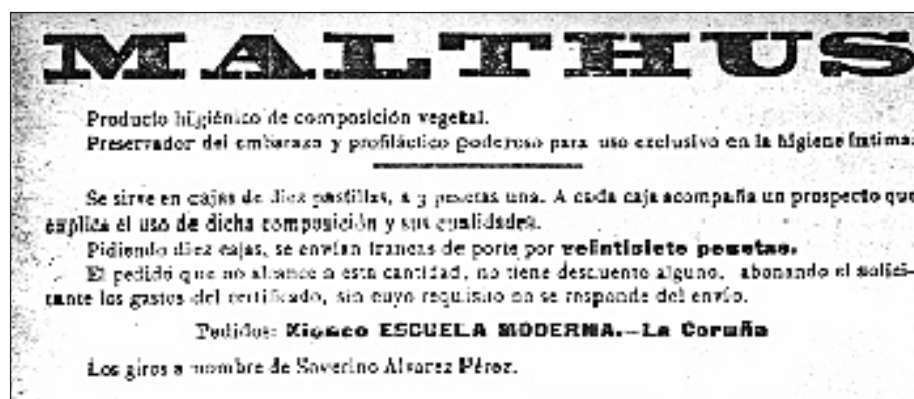 MALTHUS
Producto higiénico de composición vegetal.
Preservador del embarazo y profiláctico poderoso para uso exclusivo en la higiene íntima.
Se sirve en cajas de diez pastillas, a 3 pesetas una. A cada caja acompaña un prospecto que
explica el uso de dicha composición y sus cualidades.
Pidiendo diez cajas, se envían francas de porte por veintisiete pesetas.
El pedido que no alcance a esta cantidad, no tiene descuento alguno, abonando el solici-
tante los gastos del certificado, sin cuyo requisito no se responde del envío.
Pedidos: Kiosco ESCUELA MODERNA.—La Coruña
Los giros a nombre de Severino Alvarez Pérez.